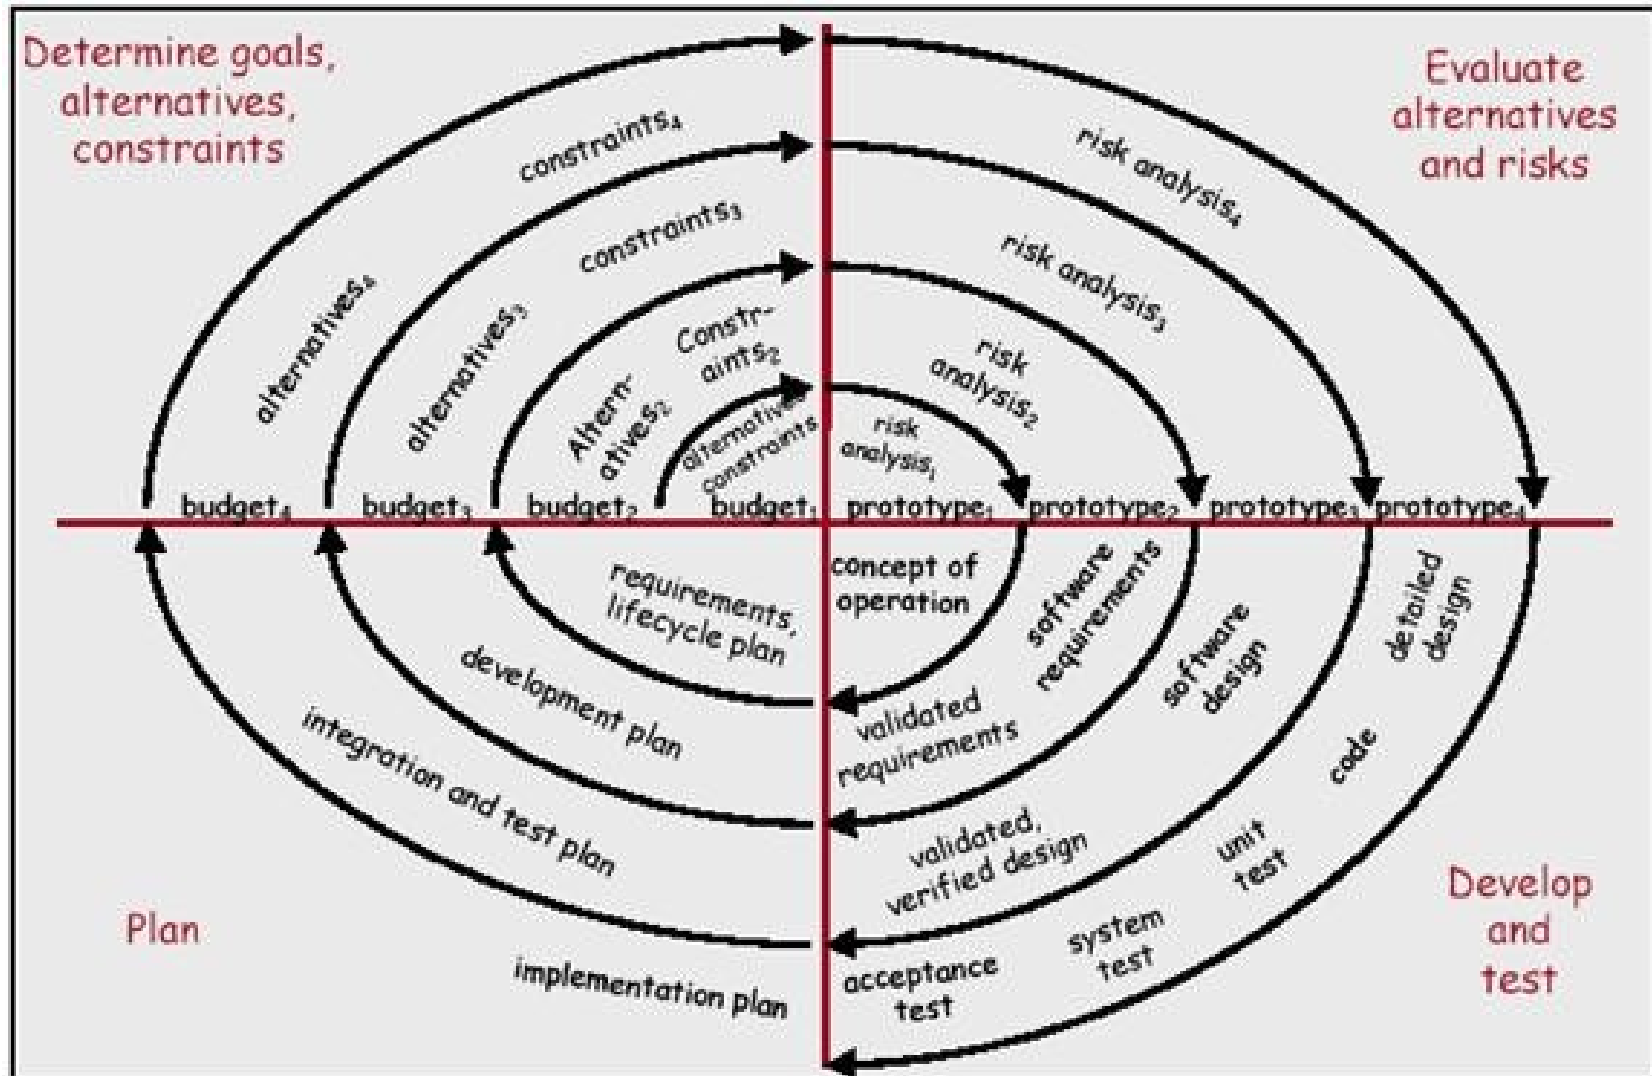 Determine goals,
alternatives,
constraints
Evaluate
alternatives
and risks
constraints₄
risk analysis₄
constraints₃
risk analysis₃
alternatives₄
alternatives₃
Constr-
aints₂
risk
analysis₂
Altern-
atives₂
alternatives
constraints
risk
analysis₁
budget₄
budget₃
budget₂
budget₁
prototype₁
prototype₂
prototype₃
prototype₄
requirements,
lifecycle plan
concept of
operation
software
requirements
software
design
detailed
design
development plan
validated
requirements
integration and test plan
code
validated,
verified design
unit
test
Plan
Develop
and
test
implementation plan
acceptance
test
system
test